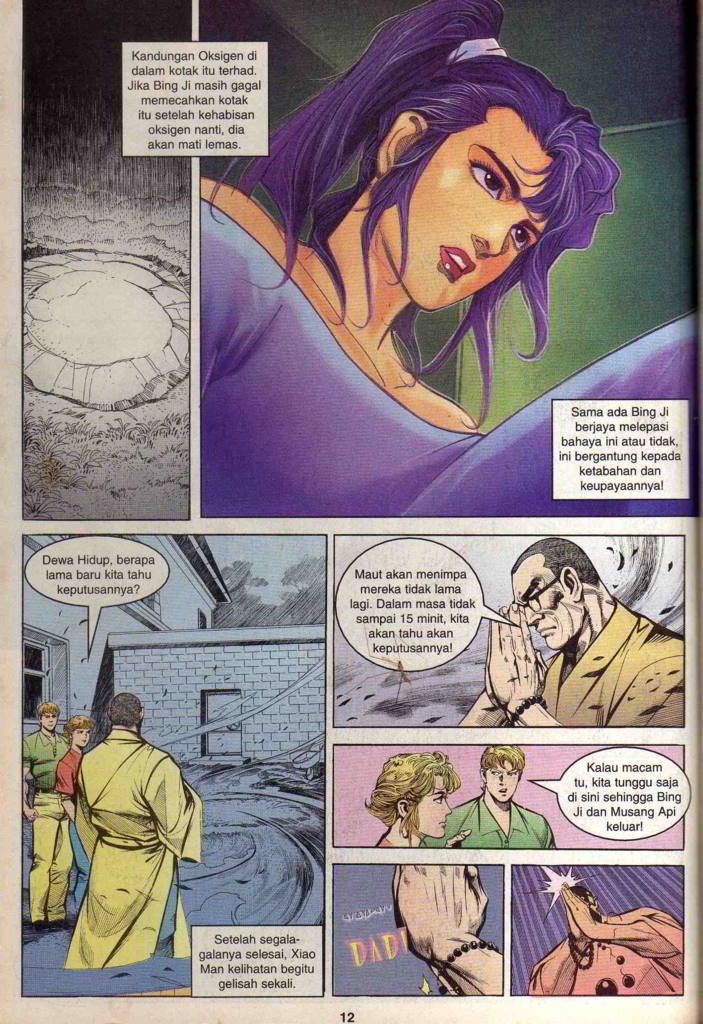 Kandungan Oksigen di
dalam kotak itu terhad.
Jika Bing Ji masih gagal
memecahkan kotak
itu setelah kehabisan
oksigen nanti, dia
akan mati lemas.
Sama ada Bing Ji
berjaya melepasi
bahaya ini atau tidak,
ini bergantung kepada
ketabahan dan
keupayaannya!
Dewa Hidup, berapa
lama baru kita tahu
keputusannya?
Setelah segala-
galanya selesai, Xiao
Man kelihatan begitu
gelisah sekali.
Maut akan menimpa
mereka tidak lama
lagi. Dalam masa tidak
sampai 15 minit, kita
akan tahu akan
keputusannya!
Kalau macam
tu, kita tunggu saja
di sini sehingga Bing
Ji dan Musang Api
keluar!
DADI
12